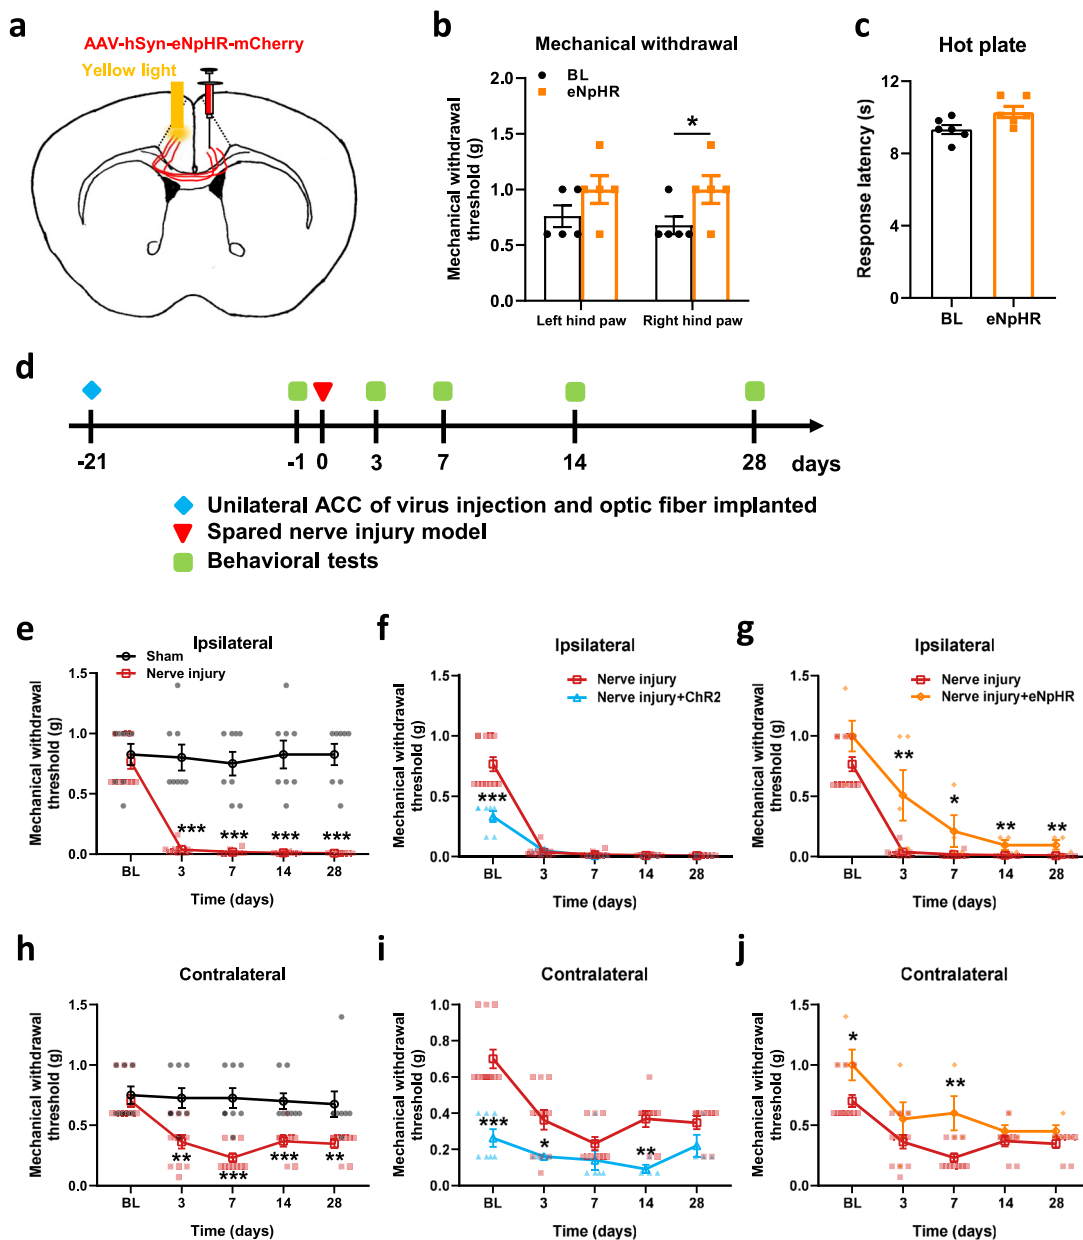 a
AAV-hSyn-eNpHR-mCherry
Yellow light
b
Mechanical withdrawal
BL
eNpHR
Mechanical withdrawal
threshold (g)
2.0
1.5
1.0
0.5
0.0
*
Left hind paw
Right hind paw
c
Hot plate
Response latency (s)
12
9
6
3
0
BL
eNpHR
d
-21
-1
0
3
7
14
28
days
Unilateral ACC of virus injection and optic fiber implanted
Spared nerve injury model
Behavioral tests
e
Ipsilateral
Sham
Nerve injury
Mechanical withdrawal
threshold (g)
1.5
1.0
0.5
0.0
*** *** *** ***
BL 3 7 14 28
Time (days)
f
Ipsilateral
Nerve injury
Nerve injury+ChR2
Mechanical withdrawal
threshold (g)
1.5
1.0
0.5
0.0
***
BL 3 7 14 28
Time (days)
g
Ipsilateral
Nerve injury
Nerve injury+eNpHR
Mechanical withdrawal
threshold (g)
1.5
1.0
0.5
0.0
** * ** **
BL 3 7 14 28
Time (days)
h
Contralateral
Mechanical withdrawal
threshold (g)
1.5
1.0
0.5
0.0
** *** *** **
BL 3 7 14 28
Time (days)
i
Contralateral
Mechanical withdrawal
threshold (g)
1.0
0.8
0.6
0.4
0.2
0.0
*** * **
BL 3 7 14 28
Time (days)
j
Contralateral
Mechanical withdrawal
threshold (g)
1.5
1.0
0.5
0.0
* **
BL 3 7 14 28
Time (days)